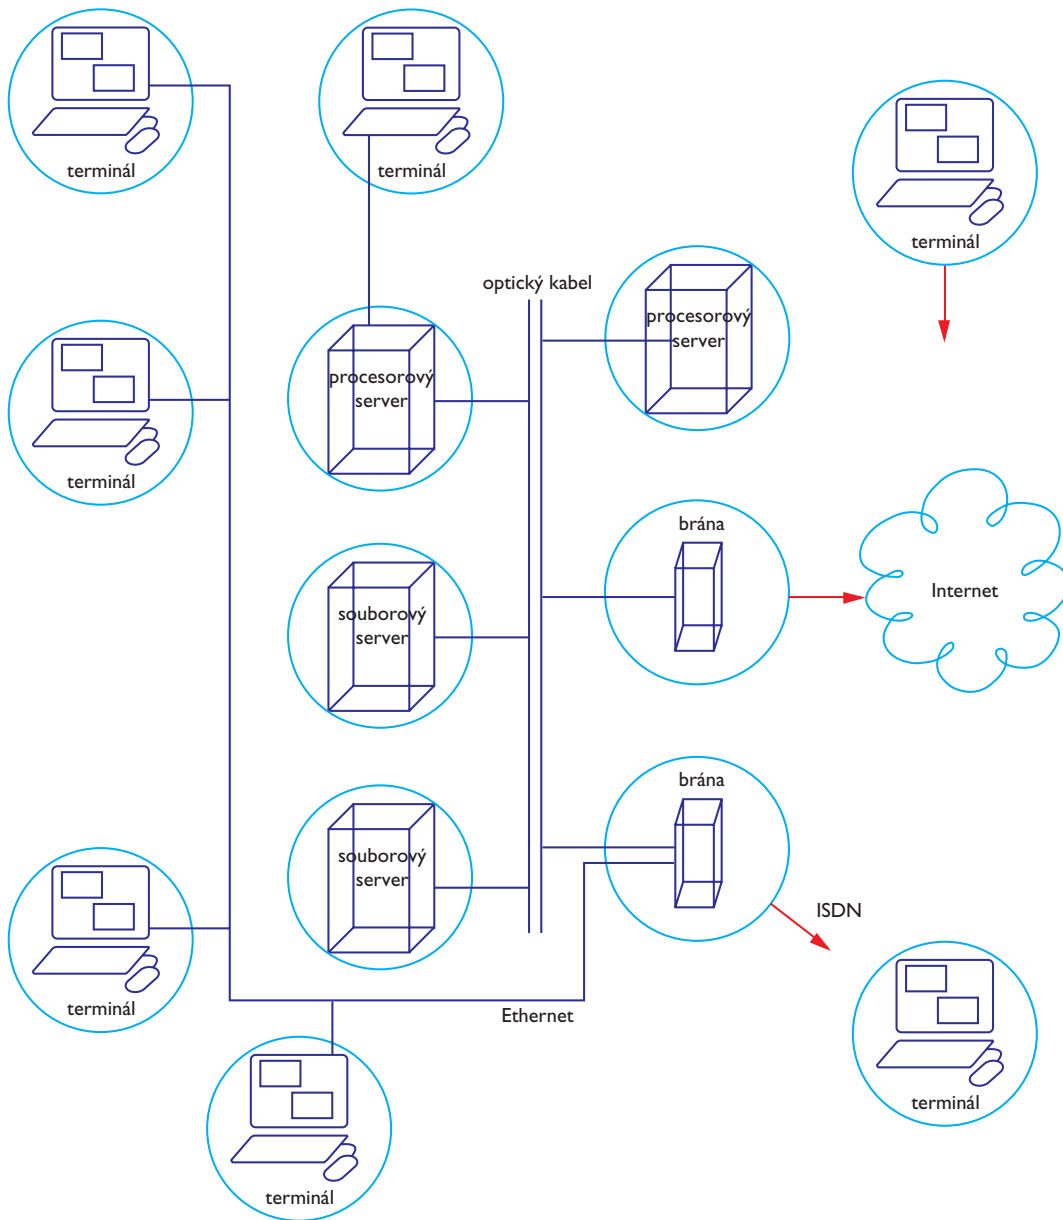 terminál
terminál
terminál
optický kabel
procesorový
server
procesorový
server
terminál
brána
Internet
souborový
server
brána
souborový
server
ISDN
terminál
Ethernet
terminál
terminál